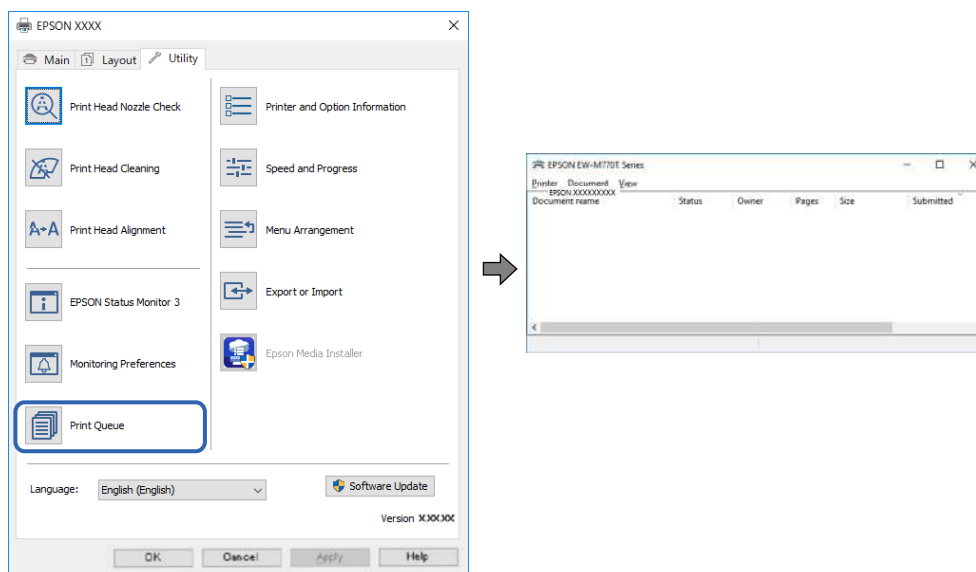 EPSON XXXX
Main Layout Utility
Print Head Nozzle Check
Print Head Cleaning
Print Head Alignment
EPSON Status Monitor 3
Monitoring Preferences
Print Queue
Printer and Option Information
Speed and Progress
Menu Arrangement
Export or Import
Epson Media Installer
Language: English (English)
Software Update
Version X.XX.XX
OK Cancel Apply Help
EPSON EW-M770T Series
Printer Document View
EPSON XXXXXXXXX
Document Name Status Owner Pages Size Submitted